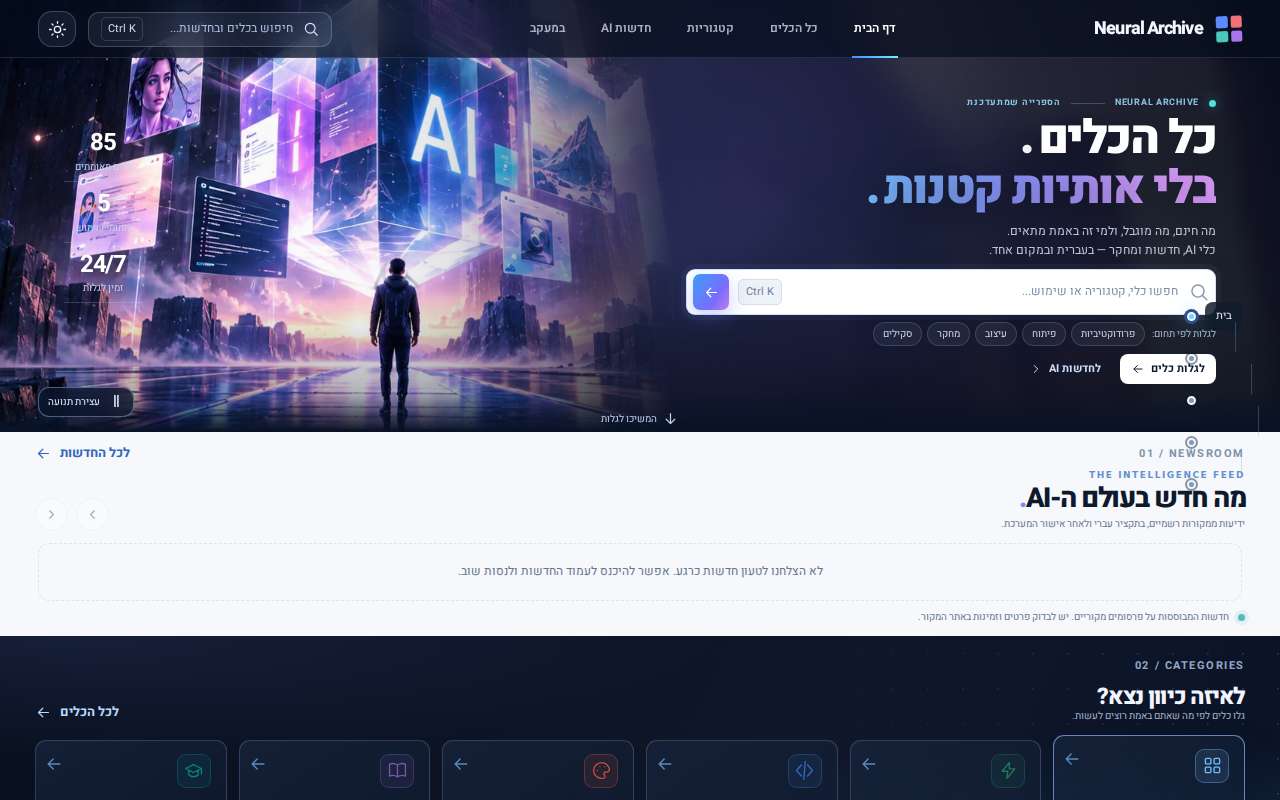 Neural Archive
דף הבית
כל הכלים
קטגוריות
חדשות AI
במעקב
חיפוש בכלים ובחדשות...
Ctrl K
NEURAL ARCHIVE
הספרייה שמתעדכנת
כל הכלים.
בלי אותיות קטנות.
מה חינם, מה מוגבל, ולמי זה באמת מתאים.
כלי AI, חדשות ומחקר — בעברית ובמקום אחד.
חפשו כלי, קטגוריה או שימוש...
Ctrl K
בית
לגלות לפי תחום:
פרודוקטיביות
פיתוח
עיצוב
מחקר
סקילים
לגלות כלים
לחדשות AI
AI
85
מאומתים
5
24/7
זמין לגלות
עצירת תנועה
המשיכו לגלות
01 / NEWSROOM
THE INTELLIGENCE FEED
מה חדש בעולם ה-AI.
ידיעות ממקורות רשמיים, בתקציר עברי ולאחר אישור המערכת.
לכל החדשות
לא הצלחנו לטעון חדשות כרגע. אפשר להיכנס לעמוד החדשות ולנסות שוב.
חדשות המבוססות על פרסומים מקוריים. יש לבדוק פרטים וזמינות באתר המקור.
02 / CATEGORIES
לאיזה כיוון נצא?
גלו כלים לפי מה שאתם באמת רוצים לעשות.
לכל הכלים